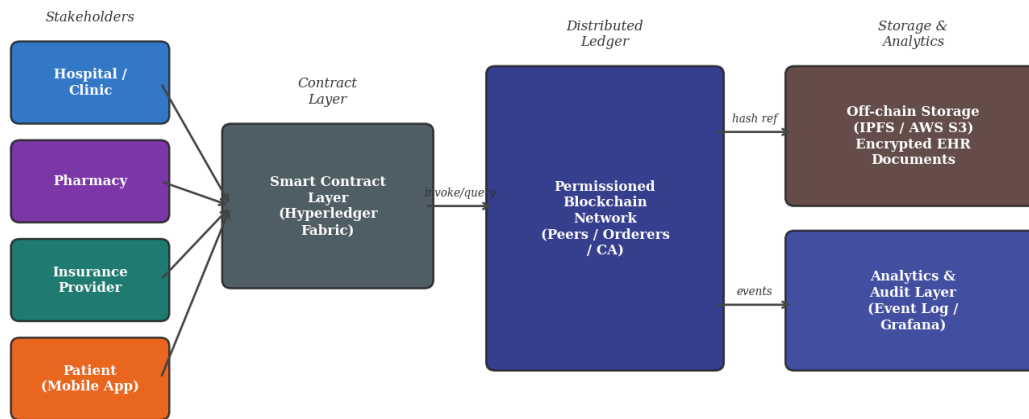 Stakeholders
Hospital /
Clinic
Pharmacy
Insurance
Provider
Patient
(Mobile App)
Contract
Layer
Smart Contract
Layer
(Hyperledger
Fabric)
invoke/query
Distributed
Ledger
Permissioned
Blockchain
Network
(Peers / Orderers
/ CA)
hash ref
events
Storage &
Analytics
Off-chain Storage
(IPFS / AWS S3)
Encrypted EHR
Documents
Analytics &
Audit Layer
(Event Log /
Grafana)